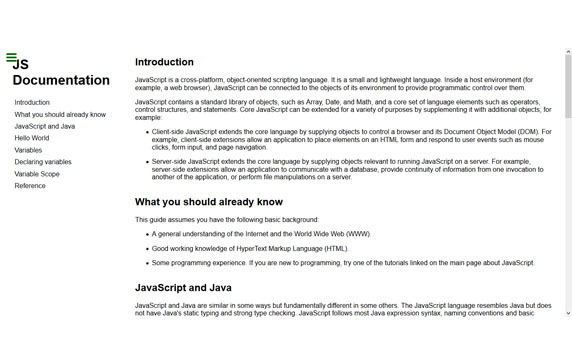 JS
Documentation
Introduction
What you should already know
JavaScript and Java
Hello World
Variables
Declaring variables
Variable Scope
Reference
Introduction
JavaScript is a cross-platform, object-oriented scripting language. It is a small and lightweight language. Inside a host environment (for
example, a web browser), JavaScript can be connected to the objects of its environment to provide programmatic control over them.
JavaScript contains a standard library of objects, such as Array, Date, and Math, and a core set of language elements such as operators,
control structures, and statements. Core JavaScript can be extended for a variety of purposes by supplementing it with additional objects, for
example:
• Client-side JavaScript extends the core language by supplying objects to control a browser and its Document Object Model (DOM). For
example, client-side extensions allow an application to place elements on an HTML form and respond to user events such as mouse
clicks, form input, and page navigation.
• Server-side JavaScript extends the core language by supplying objects relevant to running JavaScript on a server. For example,
server-side extensions allow an application to communicate with a database, provide continuity of information from one invocation to
another of the application, or perform file manipulations on a server.
What you should already know
This guide assumes you have the following basic background:
• A general understanding of the Internet and the World Wide Web (WWW).
• Good working knowledge of HyperText Markup Language (HTML).
• Some programming experience. If you are new to programming, try one of the tutorials linked on the main page about JavaScript.
JavaScript and Java
JavaScript and Java are similar in some ways but fundamentally different in some others. The JavaScript language resembles Java but does
not have Java's static typing and strong type checking. JavaScript follows most Java expression syntax, naming conventions and basic